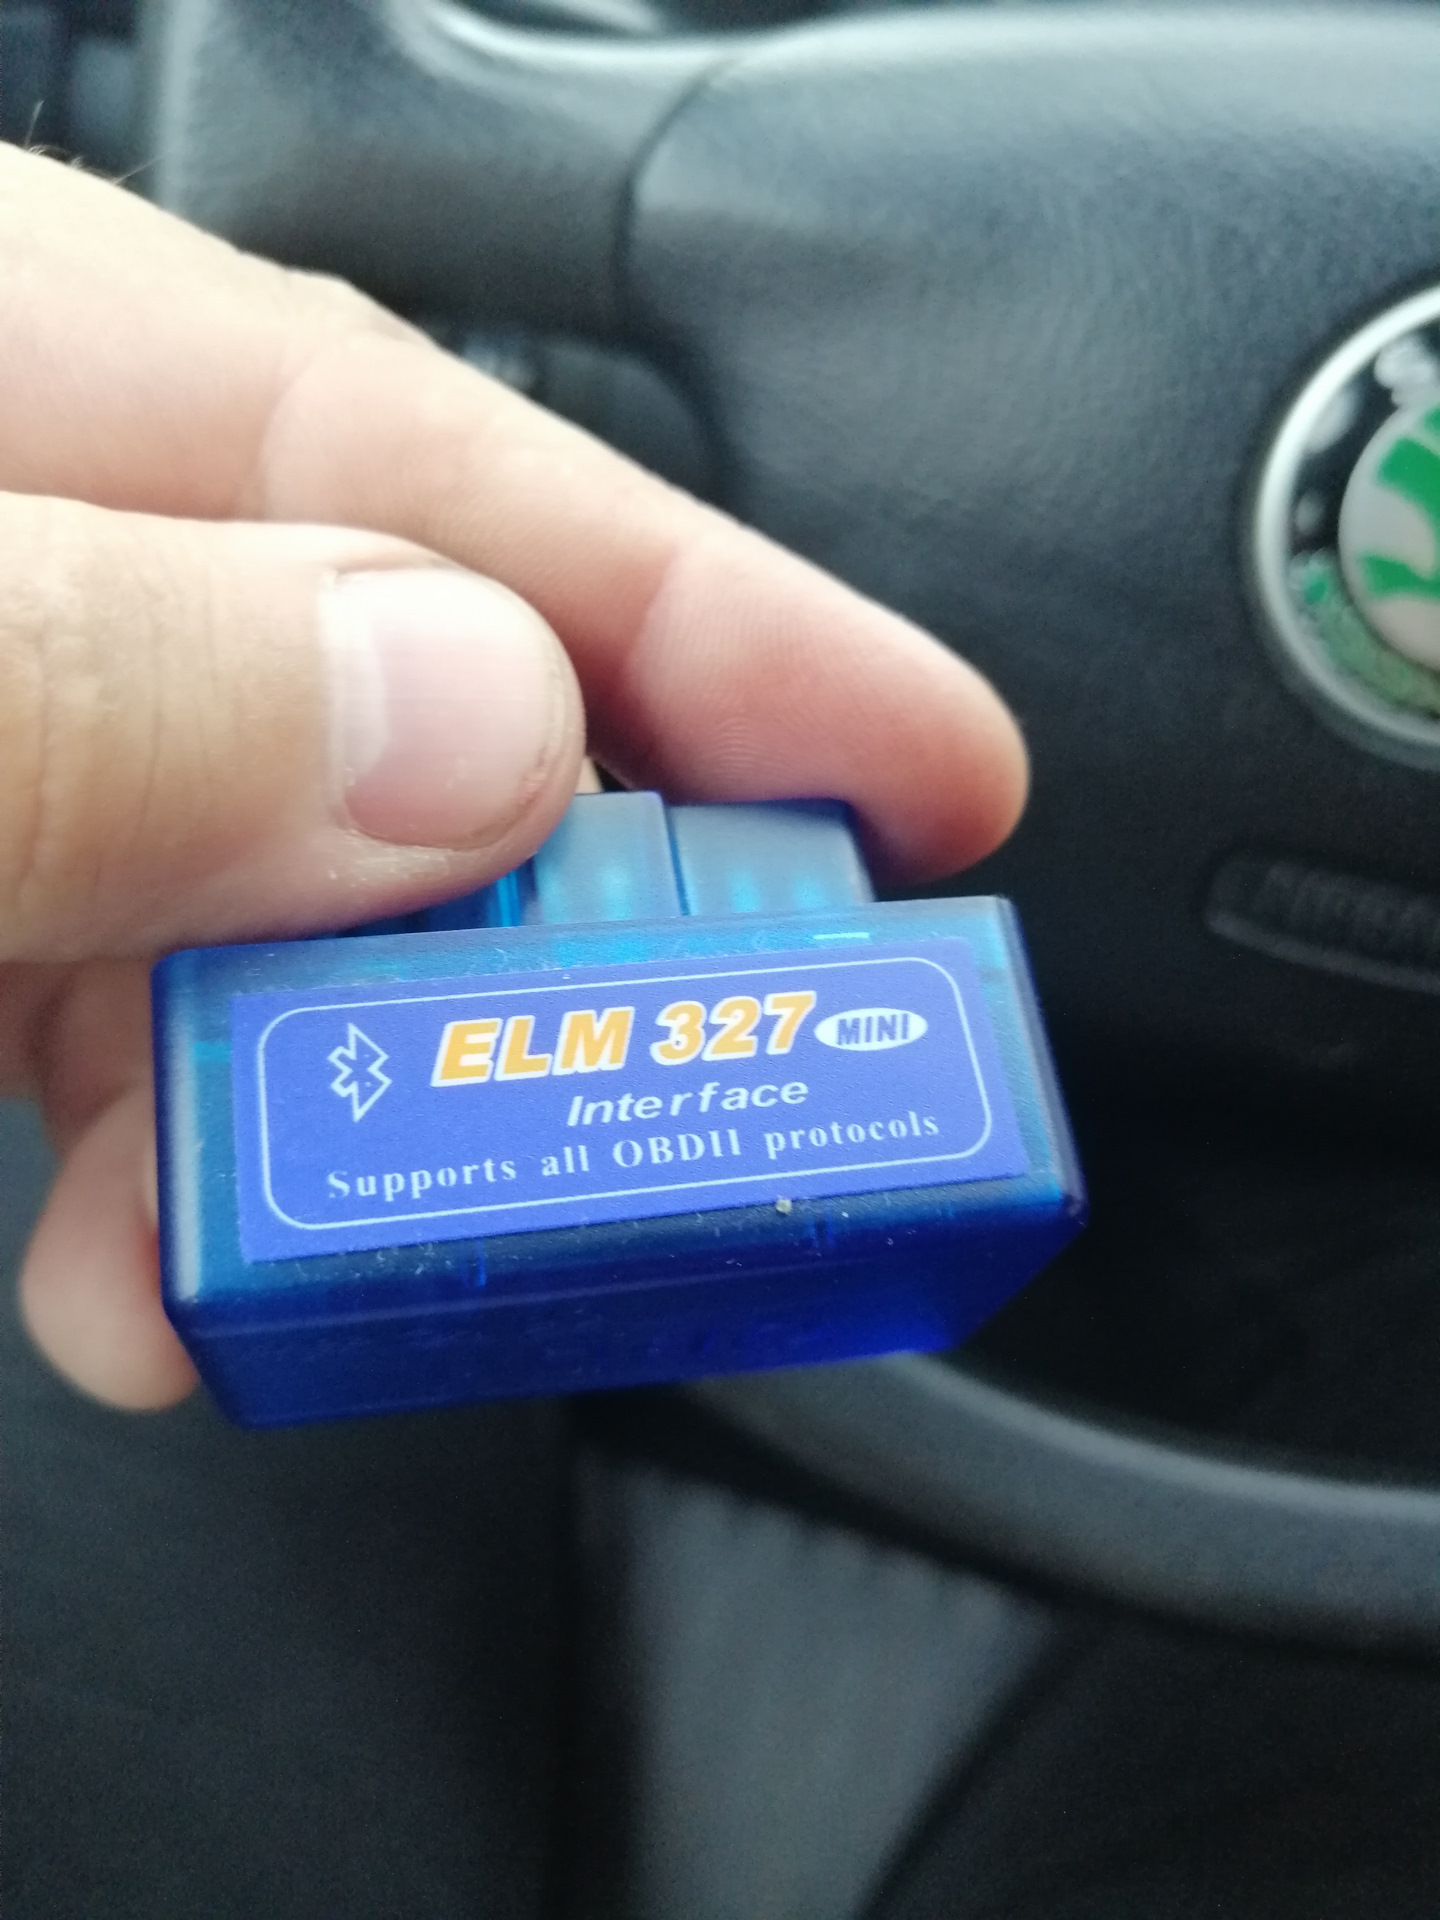 ELM 327 MINI
Interface
Supports all OBDII protocols